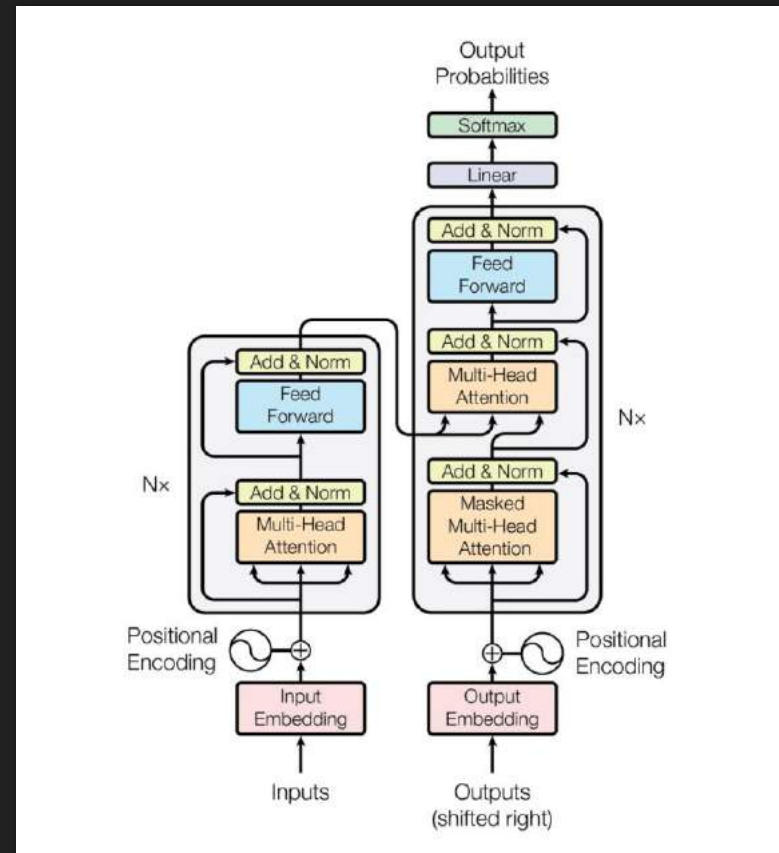 Output
Probabilities
Softmax
Linear
Add & Norm
Feed
Forward
Add & Norm
Multi-Head
Attention
Add & Norm
Masked
Multi-Head
Attention
N×
Add & Norm
Feed
Forward
Add & Norm
Multi-Head
Attention
N×
Positional
Encoding
Positional
Encoding
Input
Embedding
Output
Embedding
Inputs
Outputs
(shifted right)